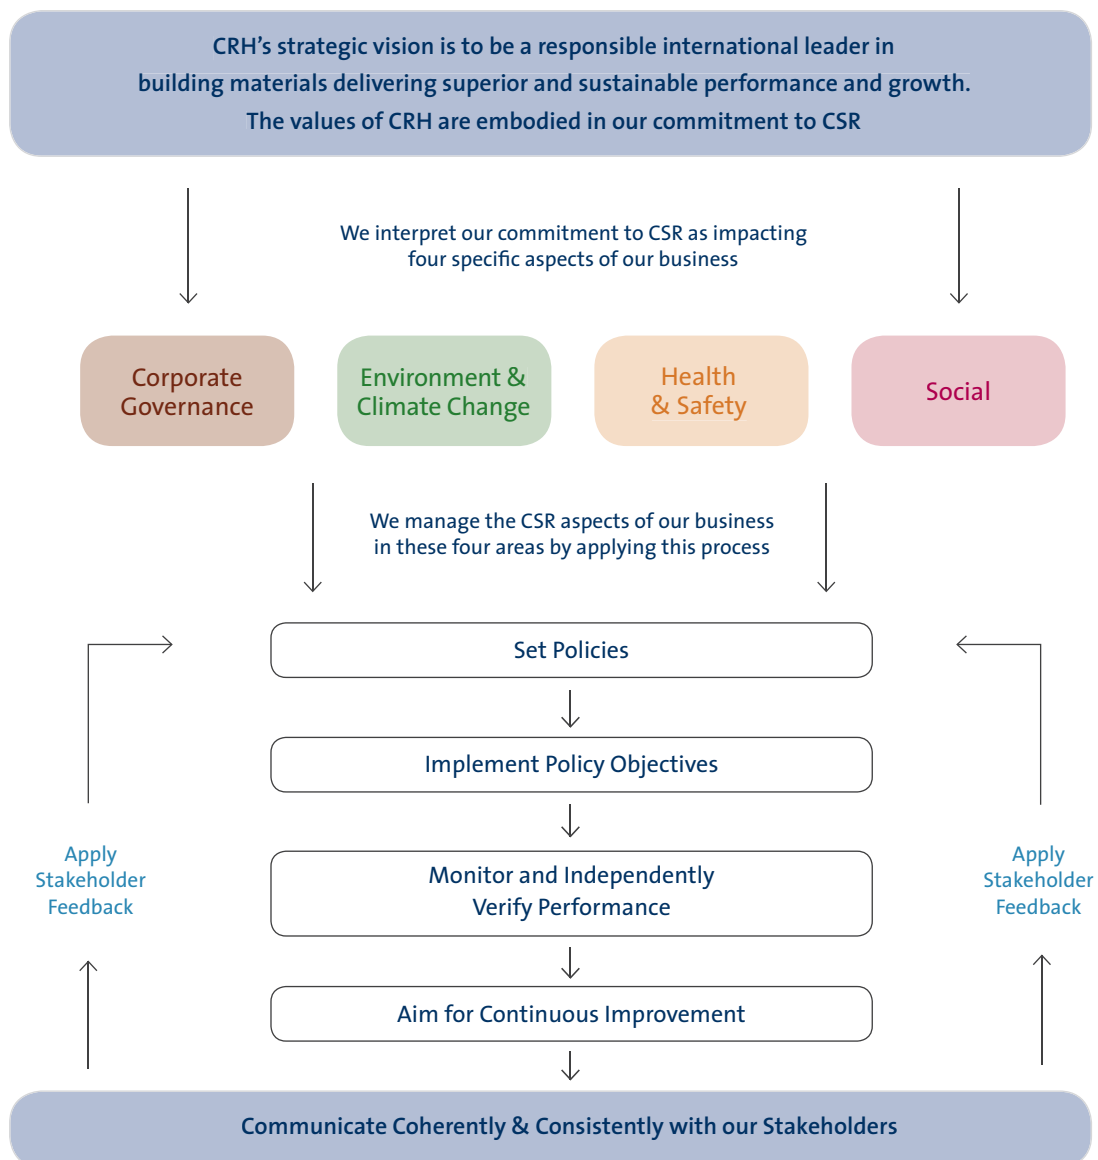 CRH’s strategic vision is to be a responsible international leader in
building materials delivering superior and sustainable performance and growth.
The values of CRH are embodied in our commitment to CSR
We interpret our commitment to CSR as impacting
four specific aspects of our business
Corporate
Governance
Environment &
Climate Change
Health
& Safety
Social
We manage the CSR aspects of our business
in these four areas by applying this process
Set Policies
Implement Policy Objectives
Apply
Stakeholder
Feedback
Monitor and Independently
Verify Performance
Apply
Stakeholder
Feedback
Aim for Continuous Improvement
Communicate Coherently & Consistently with our Stakeholders